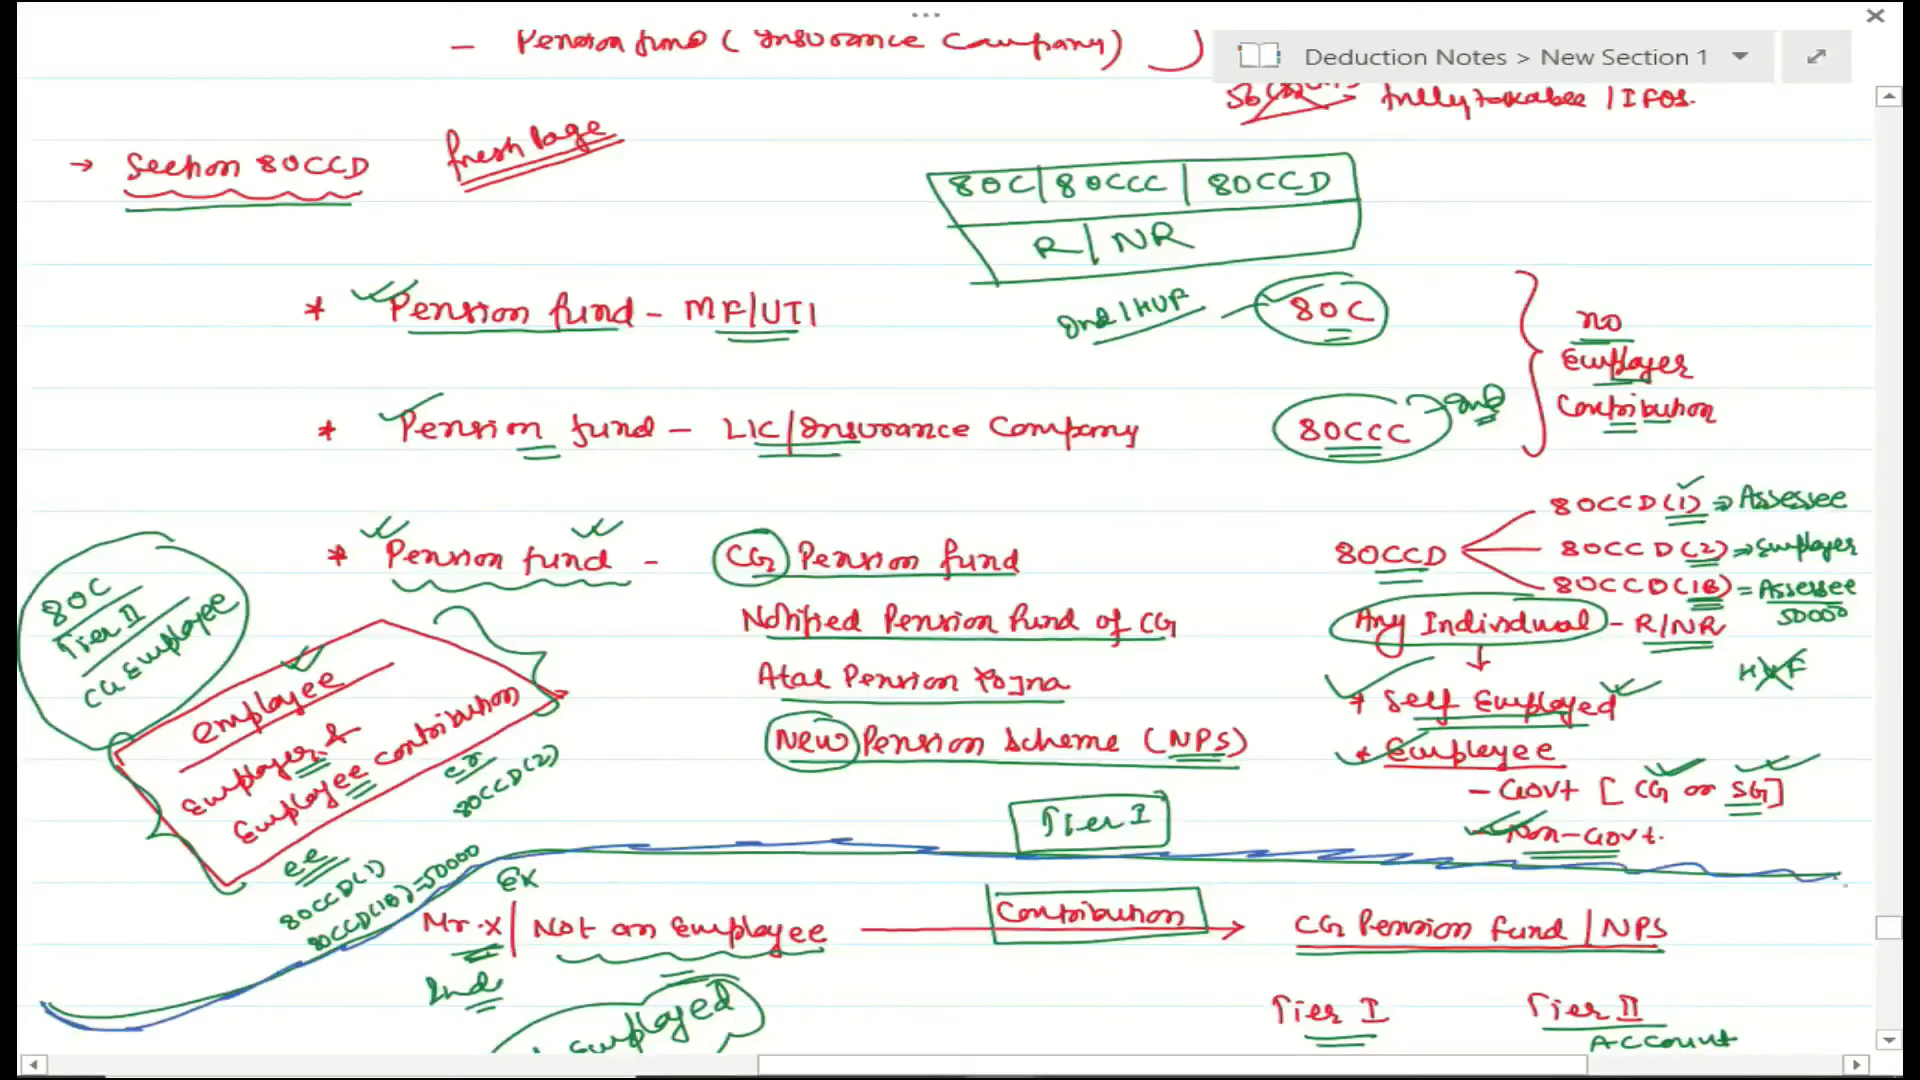 - Pension fund (Insurance Company)
Deduction Notes > New Section 1
fully taxable / IFOS.
→ Section 80CCD
fresh page
80C | 80CCC | 80CCD
R | NR
* Pension fund - MF/UTI
Ind / HUF
80C
no
Employer
Contribution
* Pension fund - LIC/Insurance Company
80CCC → Ind
* Pension fund - CG Pension fund
Notified Pension Fund of CG
Atal Pension Yojna
New Pension Scheme (NPS)
80CCD
80CCD(1) ⇒ Assessee
80CCD(2) ⇒ Employer
80CCD(1B) = Assessee
50000
Any Individual - R/NR
HUF
* Self Employed
* Employee
- Govt [CG or SG]
- Non-Govt.
80C
Tier II
CG Employee
employee
Employer &
Employee contribution
er
80CCD(2)
ee
80CCD(1)
80CCD(1B) = 50000
Tier I
Ex
Mr. X | Not an Employee
Contribution
CG Pension fund | NPS
Ind
employed
Tier I
Tier II
Account